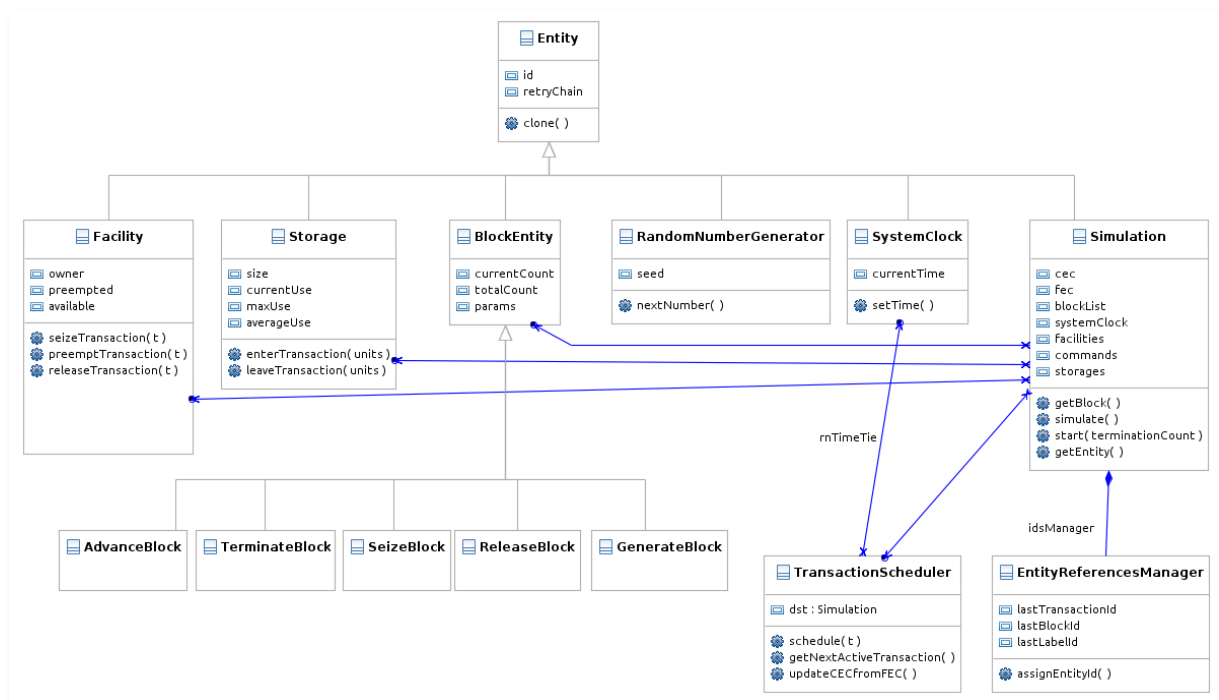 Entity
id
retryChain
clone( )
Facility
owner
preempted
available
seizeTransaction( t )
preemptTransaction( t )
releaseTransaction( t )
Storage
size
currentUse
maxUse
averageUse
enterTransaction( units )
leaveTransaction( units )
BlockEntity
currentCount
totalCount
params
RandomNumberGenerator
seed
nextNumber( )
SystemClock
currentTime
setTime( )
Simulation
cec
fec
blockList
systemClock
facilities
commands
storages
getBlock( )
simulate( )
start( terminationCount )
getEntity( )
rnTimeTie
idsManager
AdvanceBlock
TerminateBlock
SeizeBlock
ReleaseBlock
GenerateBlock
TransactionScheduler
dst : Simulation
schedule( t )
getNextActiveTransaction( )
updateCECfromFEC( )
EntityReferencesManager
lastTransactionId
lastBlockId
lastLabelId
assignEntityId( )